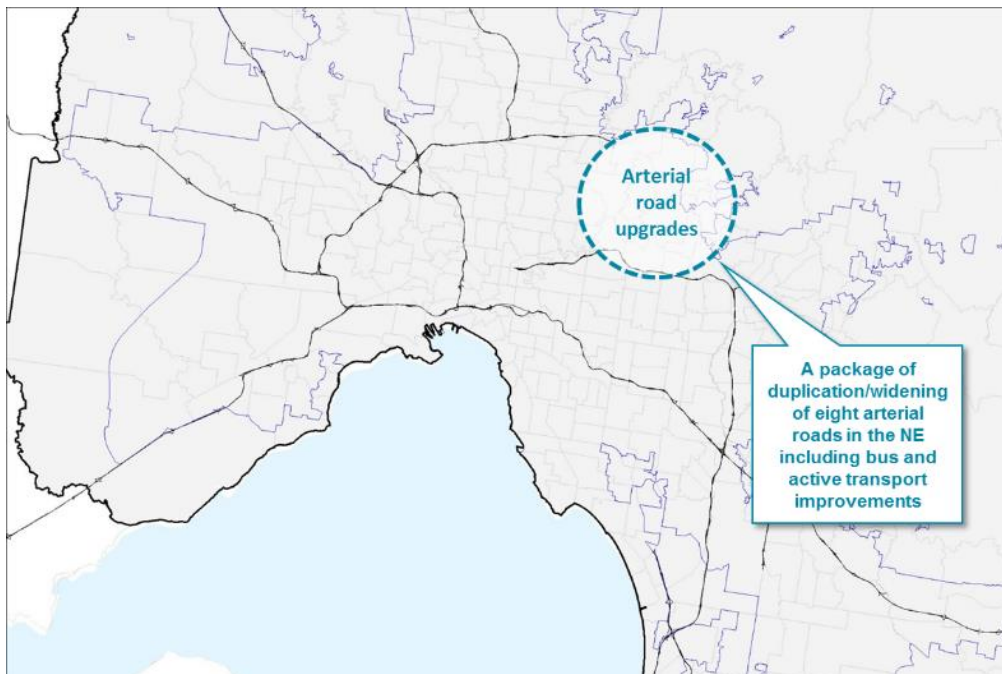 Arterial
road
upgrades
A package of
duplication/widening
of eight arterial
roads in the NE
including bus and
active transport
improvements